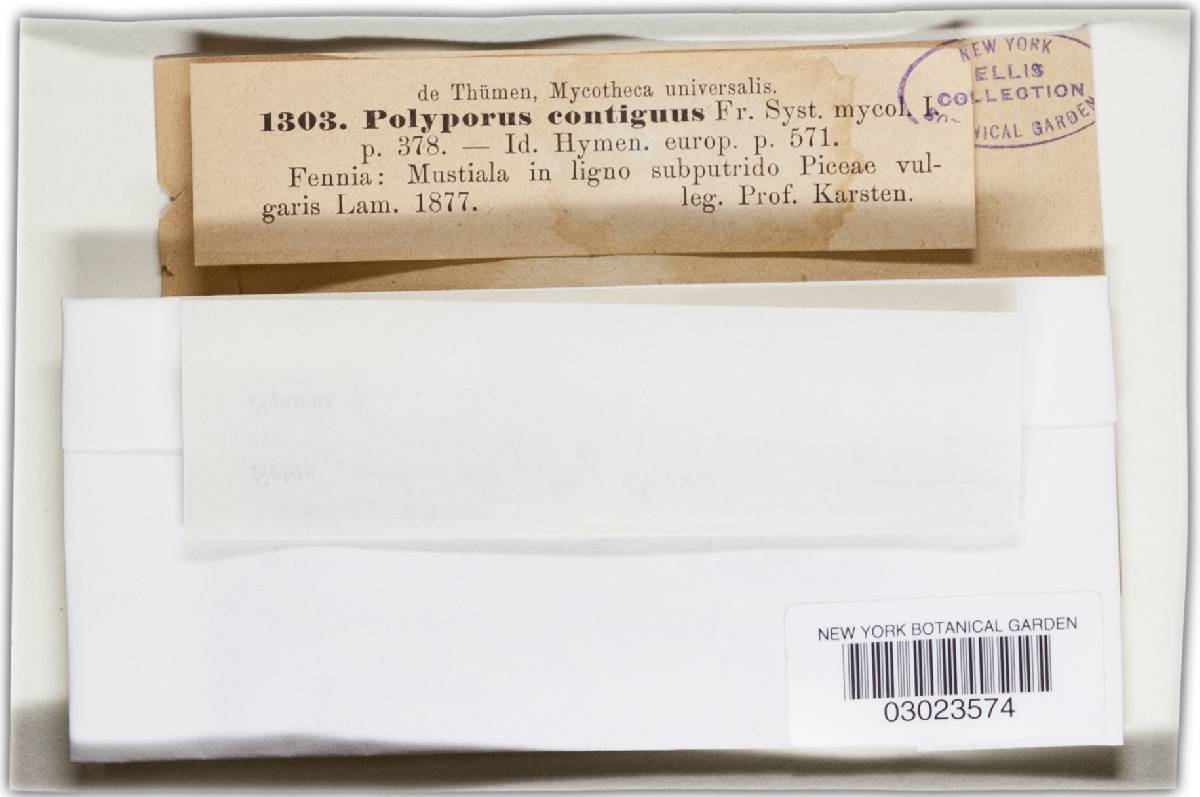 de Thümen, Mycotheca universalis.
1303. Polyporus contiguus Fr. Syst. mycol. I.
p. 378. — Id. Hymen. europ. p. 571.
Fennia: Mustiala in ligno subputrido Piceae vul-
garis Lam. 1877. leg. Prof. Karsten.
NEW YORK
ELLIS
COLLECTION
GARDEN
Spores
Setae
NEW YORK BOTANICAL GARDEN
03023574